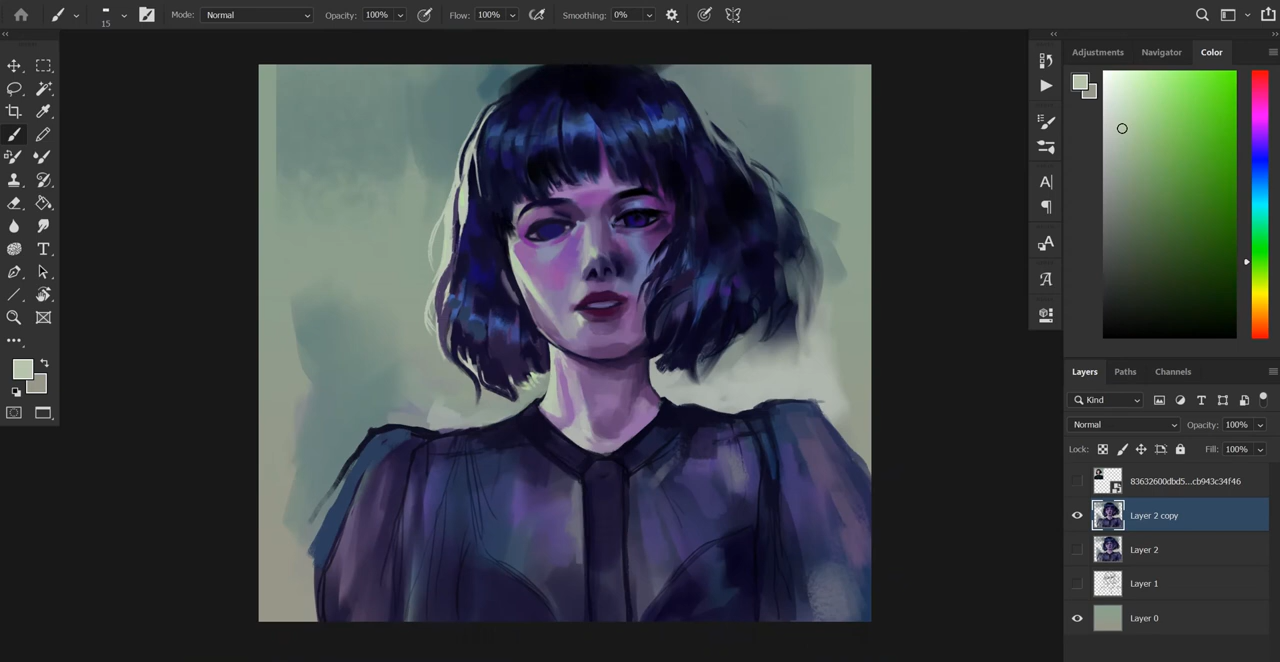 Mode: Normal Opacity: 100% Flow: 100% Smoothing: 0%
15
Adjustments Navigator Color
Layers Paths Channels
Kind
Normal Opacity: 100%
Lock: Fill: 100%
83632600dbd5...cb943c34f46
Layer 2 copy
Layer 2
Layer 1
Layer 0